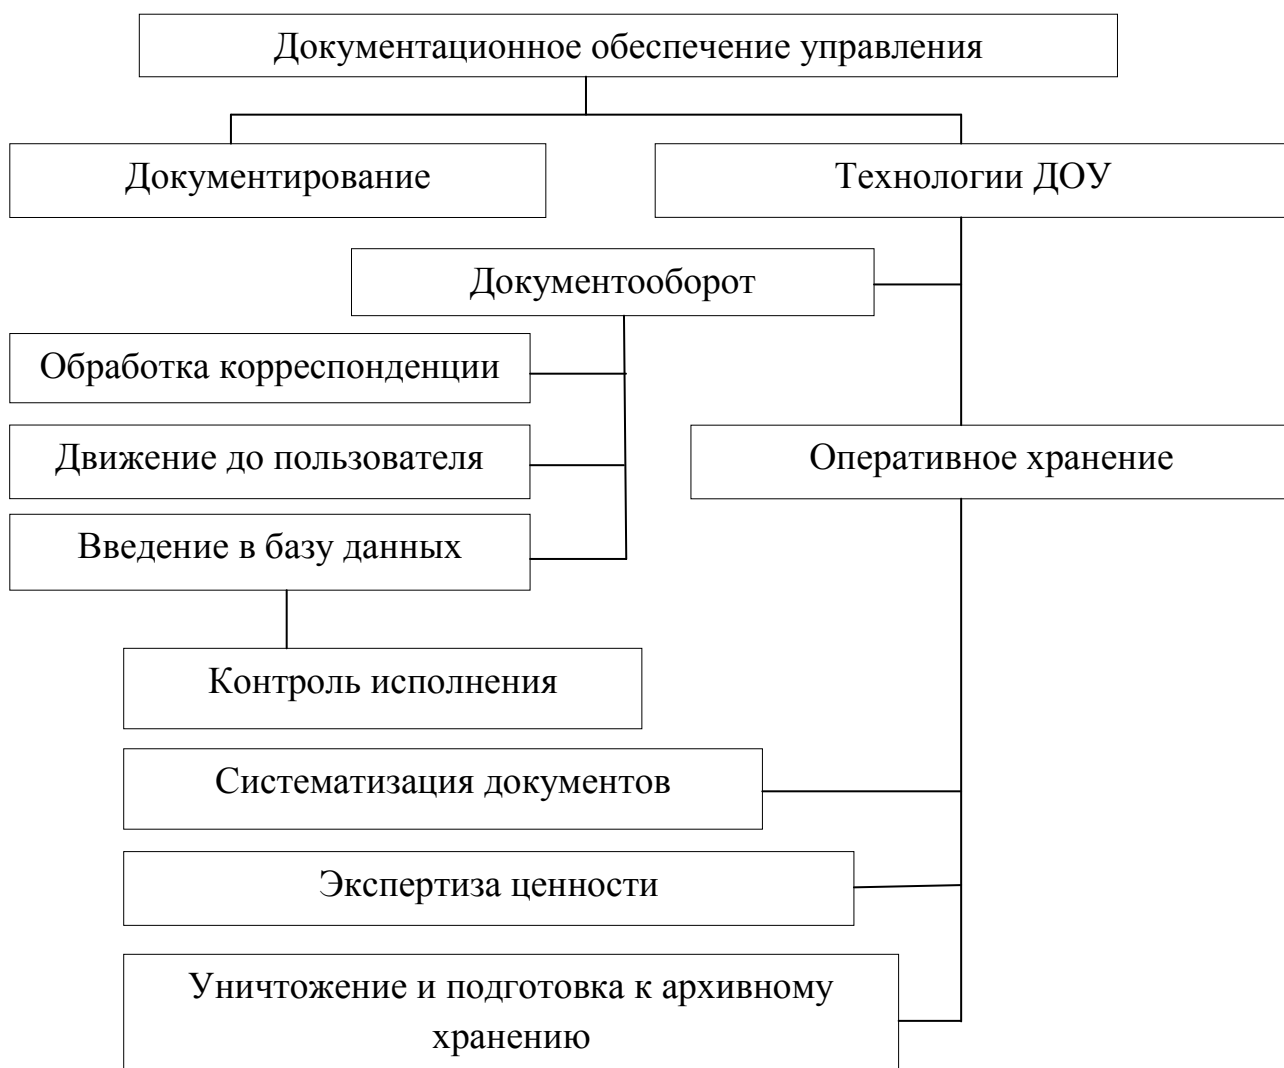 Документационное обеспечение управления
Документирование
Технологии ДОУ
Документооборот
Обработка корреспонденции
Движение до пользователя
Оперативное хранение
Введение в базу данных
Контроль исполнения
Систематизация документов
Экспертиза ценности
Уничтожение и подготовка к архивному
хранению